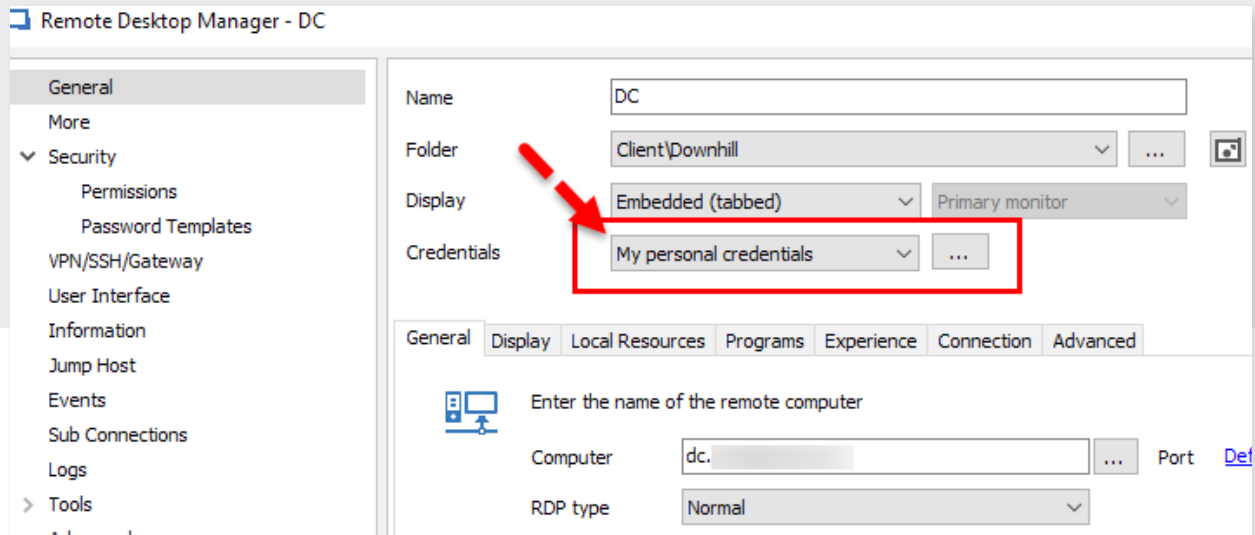 Remote Desktop Manager - DC
General
More
Security
Permissions
Password Templates
VPN/SSH/Gateway
User Interface
Information
Jump Host
Events
Sub Connections
Logs
Tools
Name DC
Folder Client\Downhill ...
Display Embedded (tabbed) Primary monitor
Credentials My personal credentials ...
General Display Local Resources Programs Experience Connection Advanced
Enter the name of the remote computer
Computer dc. ... Port Def
RDP type Normal